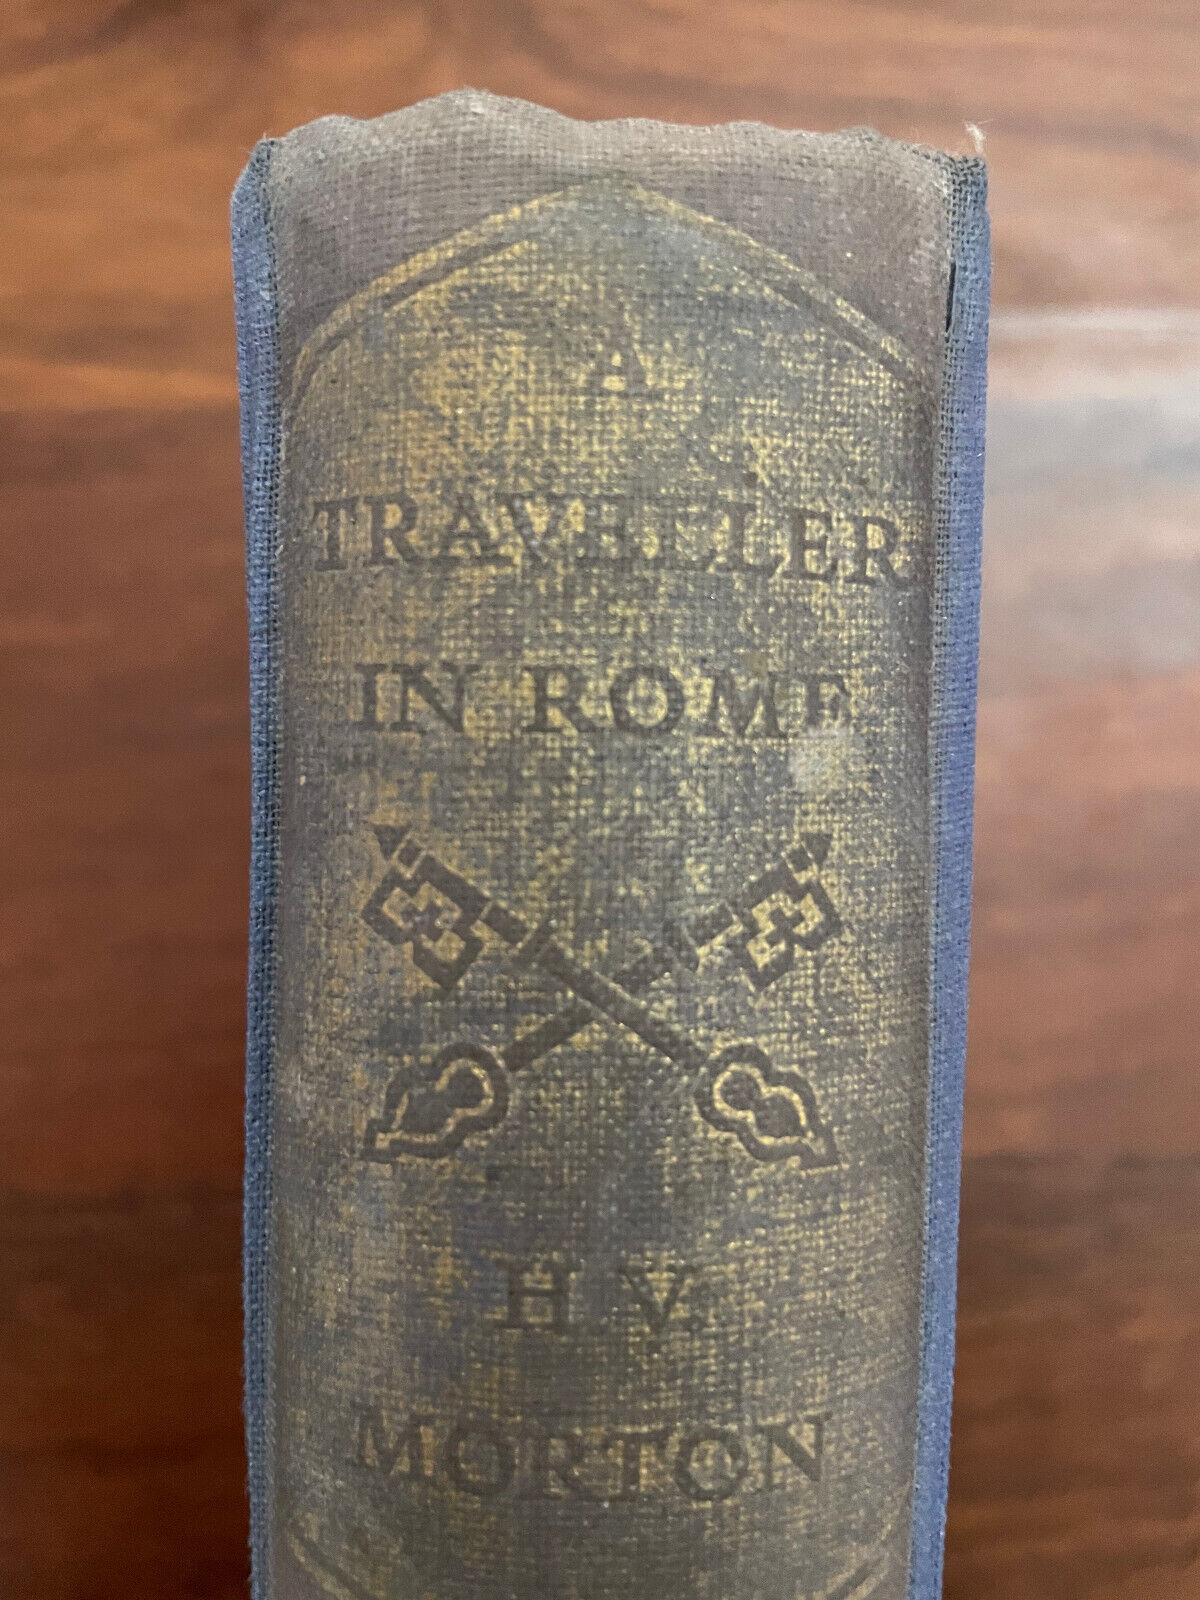 A
TRAVELLER
IN ROME
H.V.
MORTON